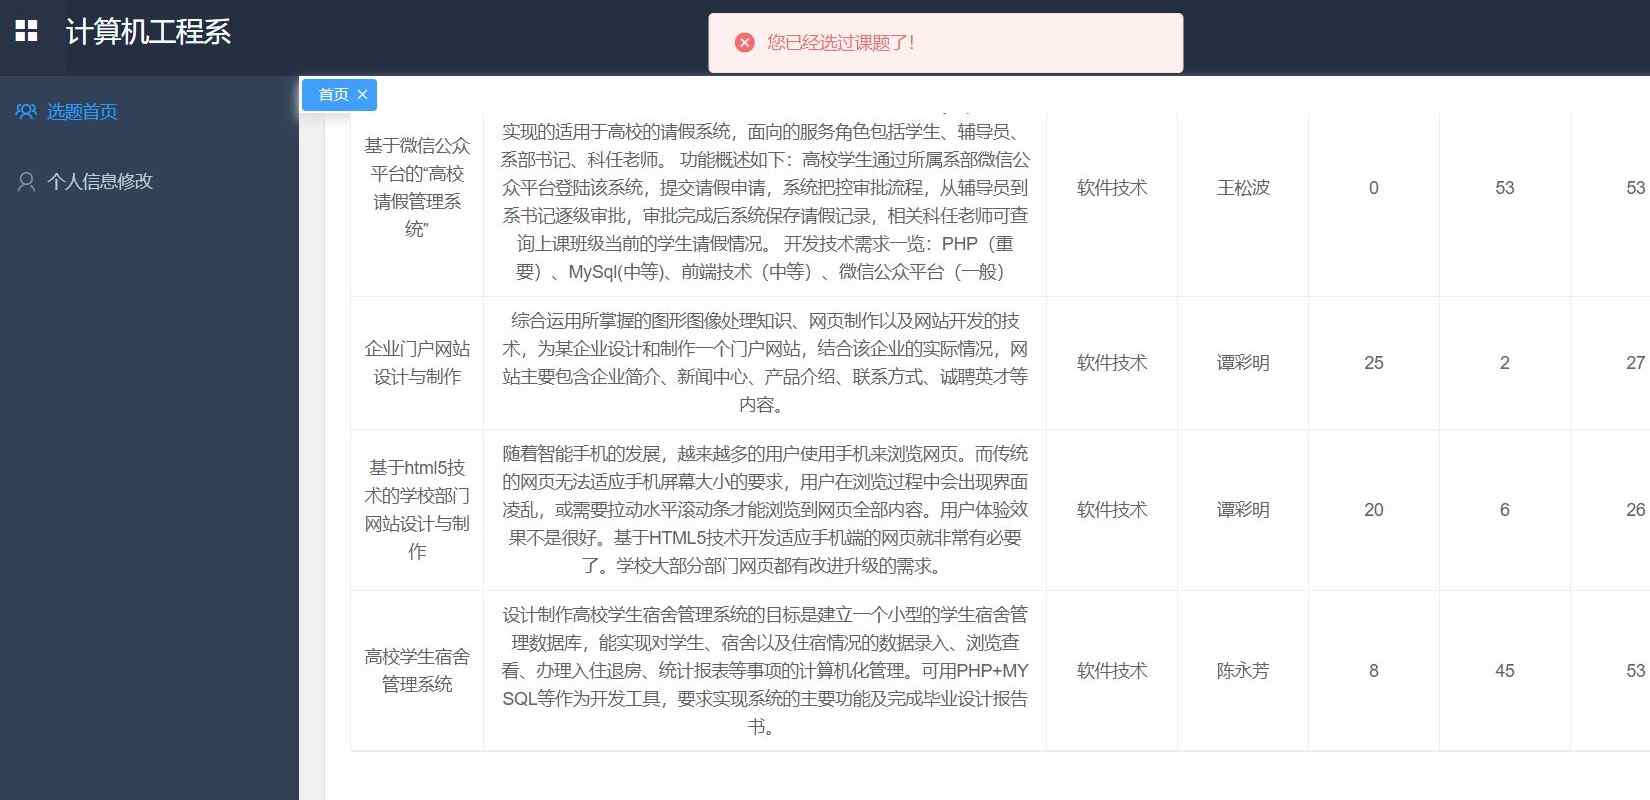 计算机工程系
您已经选过课题了!
选题首页
个人信息修改
首页
基于微信公众
平台的“高校
请假管理系
统”
实现的适用于高校的请假系统，面向的服务角色包括学生、辅导员、
系部书记、科任老师。 功能概述如下：高校学生通过所属系部微信公
众平台登陆该系统，提交请假申请，系统把控审批流程，从辅导员到
系书记逐级审批，审批完成后系统保存请假记录，相关科任老师可查
询上课班级当前的学生请假情况。 开发技术需求一览：PHP（重
要）、MySql(中等)、前端技术（中等）、微信公众平台（一般）
软件技术
王松波
0
53
53
企业门户网站
设计与制作
综合运用所掌握的图形图像处理知识、网页制作以及网站开发的技
术，为某企业设计和制作一个门户网站，结合该企业的实际情况，网
站主要包含企业简介、新闻中心、产品介绍、联系方式、诚聘英才等
内容。
软件技术
谭彩明
25
2
27
基于html5技
术的学校部门
网站设计与制
作
随着智能手机的发展，越来越多的用户使用手机来浏览网页。而传统
的网页无法适应手机屏幕大小的要求，用户在浏览过程中会出现界面
凌乱，或需要拉动水平滚动条才能浏览到网页全部内容。用户体验效
果不是很好。基于HTML5技术开发适应手机端的网页就非常有必要
了。学校大部分部门网页都有改进升级的需求。
软件技术
谭彩明
20
6
26
高校学生宿舍
管理系统
设计制作高校学生宿舍管理系统的目标是建立一个小型的学生宿舍管
理数据库，能实现对学生、宿舍以及住宿情况的数据录入、浏览查
看、办理入住退房、统计报表等事项的计算机化管理。可用PHP+MY
SQL等作为开发工具，要求实现系统的主要功能及完成毕业设计报告
书。
软件技术
陈永芳
8
45
53